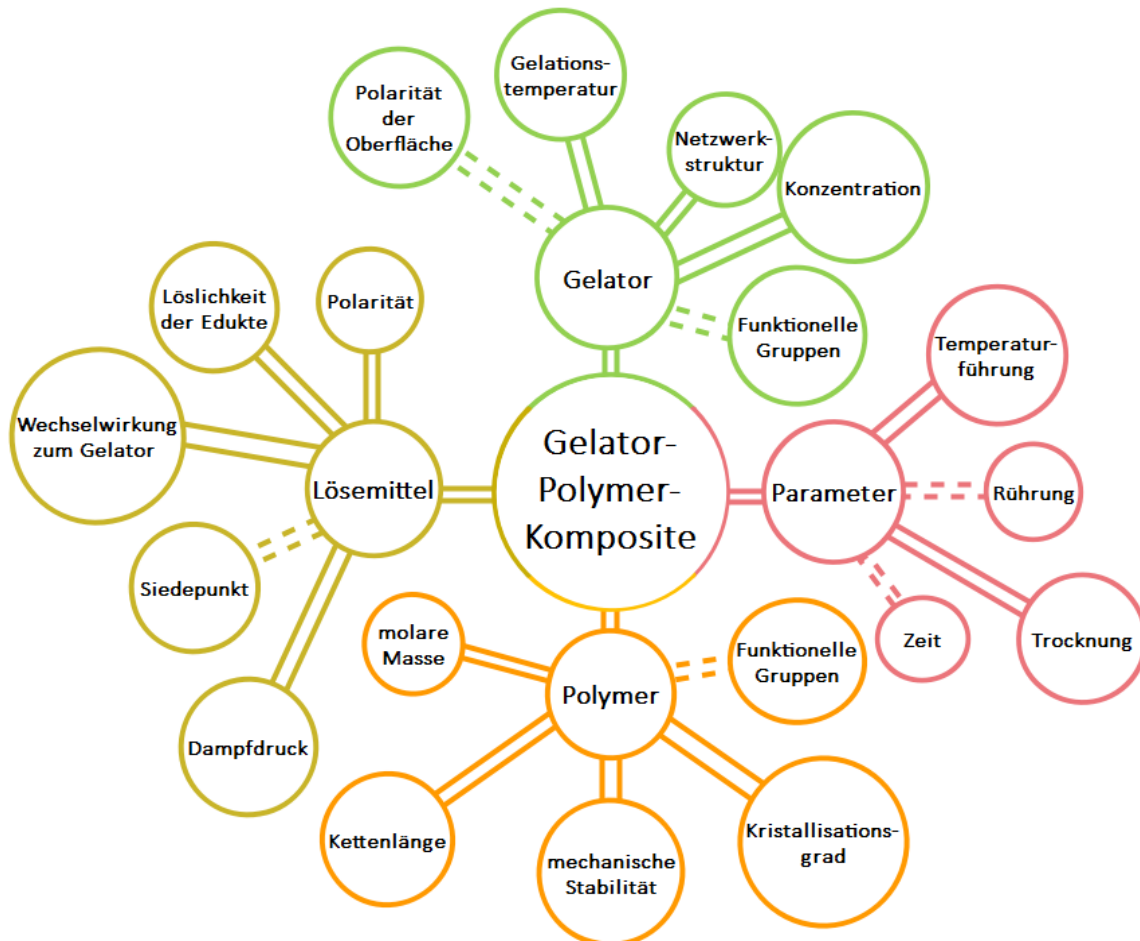 Gelations-
temperatur
Polarität
der
Oberfläche
Netzwerk-
struktur
Konzentration
Gelator
Funktionelle
Gruppen
Löslichkeit
der Edukte
Polarität
Wechselwirkung
zum Gelator
Lösemittel
Siedepunkt
Dampfdruck
Gelator-
Polymer-
Komposite
Temperatur-
führung
Parameter
Rührung
Zeit
Trocknung
molare
Masse
Funktionelle
Gruppen
Polymer
Kettenlänge
mechanische
Stabilität
Kristallisations-
grad